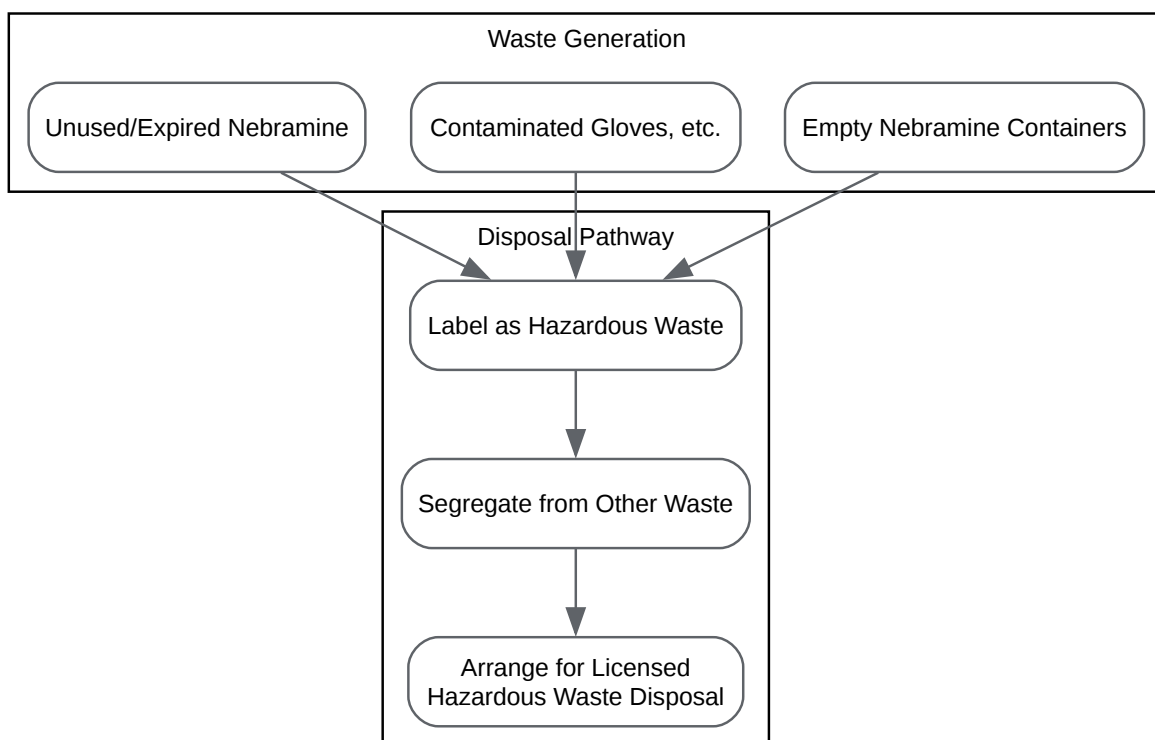 Waste Generation
Unused/Expired Nebramine
Contaminated Gloves, etc.
Empty Nebramine Containers
Disposal Pathway
Label as Hazardous Waste
Segregate from Other Waste
Arrange for Licensed
Hazardous Waste Disposal